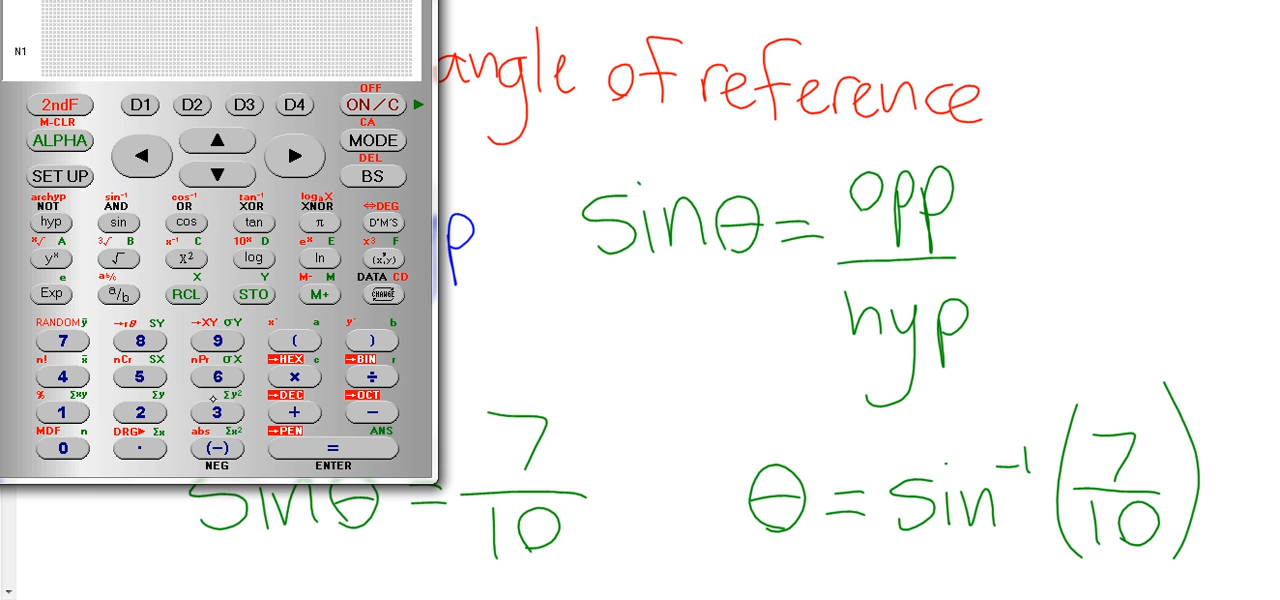 N1
OFF
2ndF D1 D2 D3 D4 ON/C
M-CLR CA
ALPHA MODE
DEL
SET UP BS
archyp sin⁻¹ cos⁻¹ tan⁻¹ logₐX
NOT AND OR XOR XNOR ⇔DEG
hyp sin cos tan π D°M'S
ˣ√ A ³√ B x⁻¹ C 10ˣ D eˣ E x³ F
yˣ √ X² log ln (x,y)
e aᵇ/c X Y M- M DATA CD
Exp a/b RCL STO M+ CHANGE
RANDOM ȳ →rθ SY →XY σY x' a y' b
7 8 9 ( )
n! x̄ nCr SX nPr σX →HEX c →BIN r
4 5 6 × ÷
% Σxy Σy Σy² →DEC →OCT
1 2 3 + −
MDF n DRG▶ Σx abs Σx² →PEN ANS
0 . (−) =
NEG ENTER
angle of reference
p
sinθ = opp
hyp
sinθ = 7/10
θ = sin⁻¹(7/10)